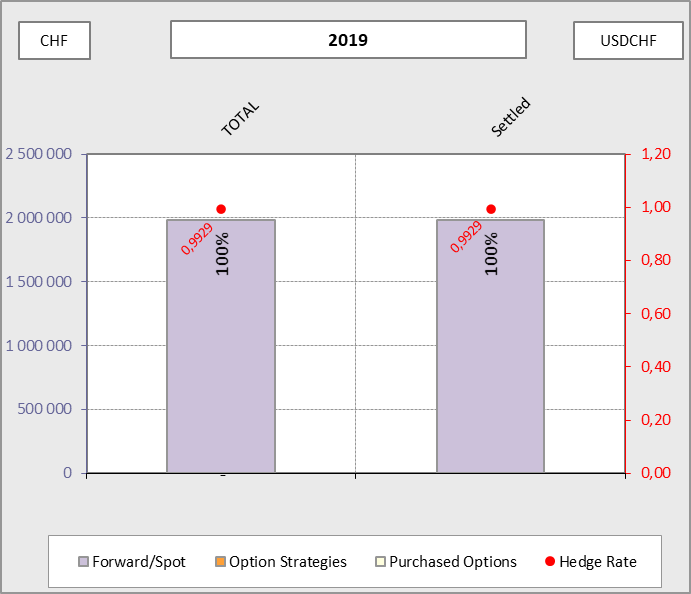 CHF
2019
USDCHF
TOTAL
Settled
2 500 000
2 000 000
1 500 000
1 000 000
500 000
0
1,20
1,00
0,80
0,60
0,40
0,20
0,00
0,9929
100%
0,9929
100%
-
Forward/Spot
Option Strategies
Purchased Options
Hedge Rate